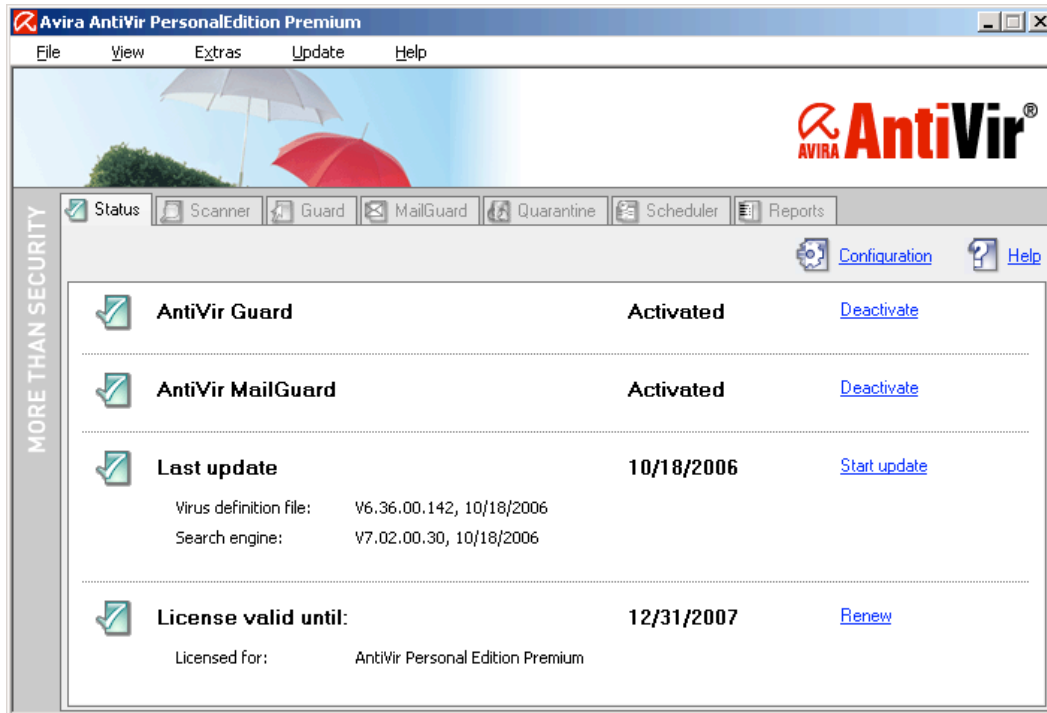 Avira AntiVir PersonalEdition Premium
File View Extras Update Help
AVIRA AntiVir®
MORE THAN SECURITY
Status Scanner Guard MailGuard Quarantine Scheduler Reports
Configuration Help
AntiVir Guard Activated Deactivate
AntiVir MailGuard Activated Deactivate
Last update 10/18/2006 Start update
Virus definition file: V6.36.00.142, 10/18/2006
Search engine: V7.02.00.30, 10/18/2006
License valid until: 12/31/2007 Renew
Licensed for: AntiVir Personal Edition Premium